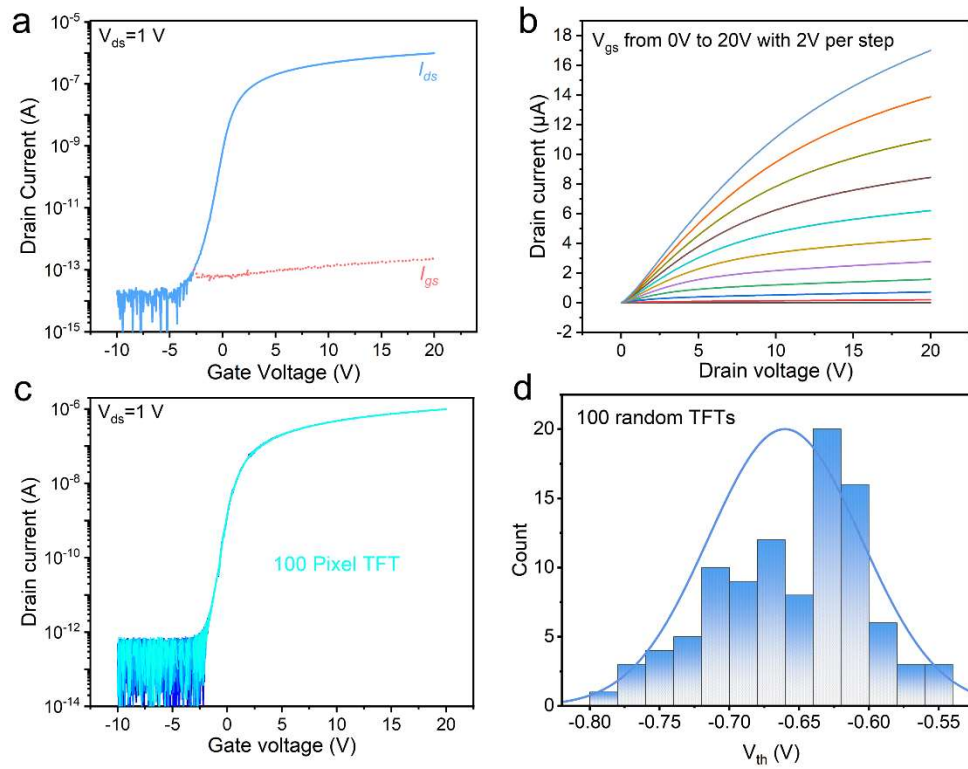 a
V_ds=1 V
10^-5
10^-7
10^-9
10^-11
10^-13
10^-15
Drain Current (A)
I_ds
I_gs
-10 -5 0 5 10 15 20
Gate Voltage (V)
b
V_gs from 0V to 20V with 2V per step
18
16
14
12
10
8
6
4
2
0
-2
Drain current (μA)
0 5 10 15 20
Drain voltage (V)
c
V_ds=1 V
10^-6
10^-8
10^-10
10^-12
10^-14
Drain current (A)
100 Pixel TFT
-10 -5 0 5 10 15 20
Gate voltage (V)
d
100 random TFTs
20
15
10
5
0
Count
-0.80 -0.75 -0.70 -0.65 -0.60 -0.55
V_th (V)